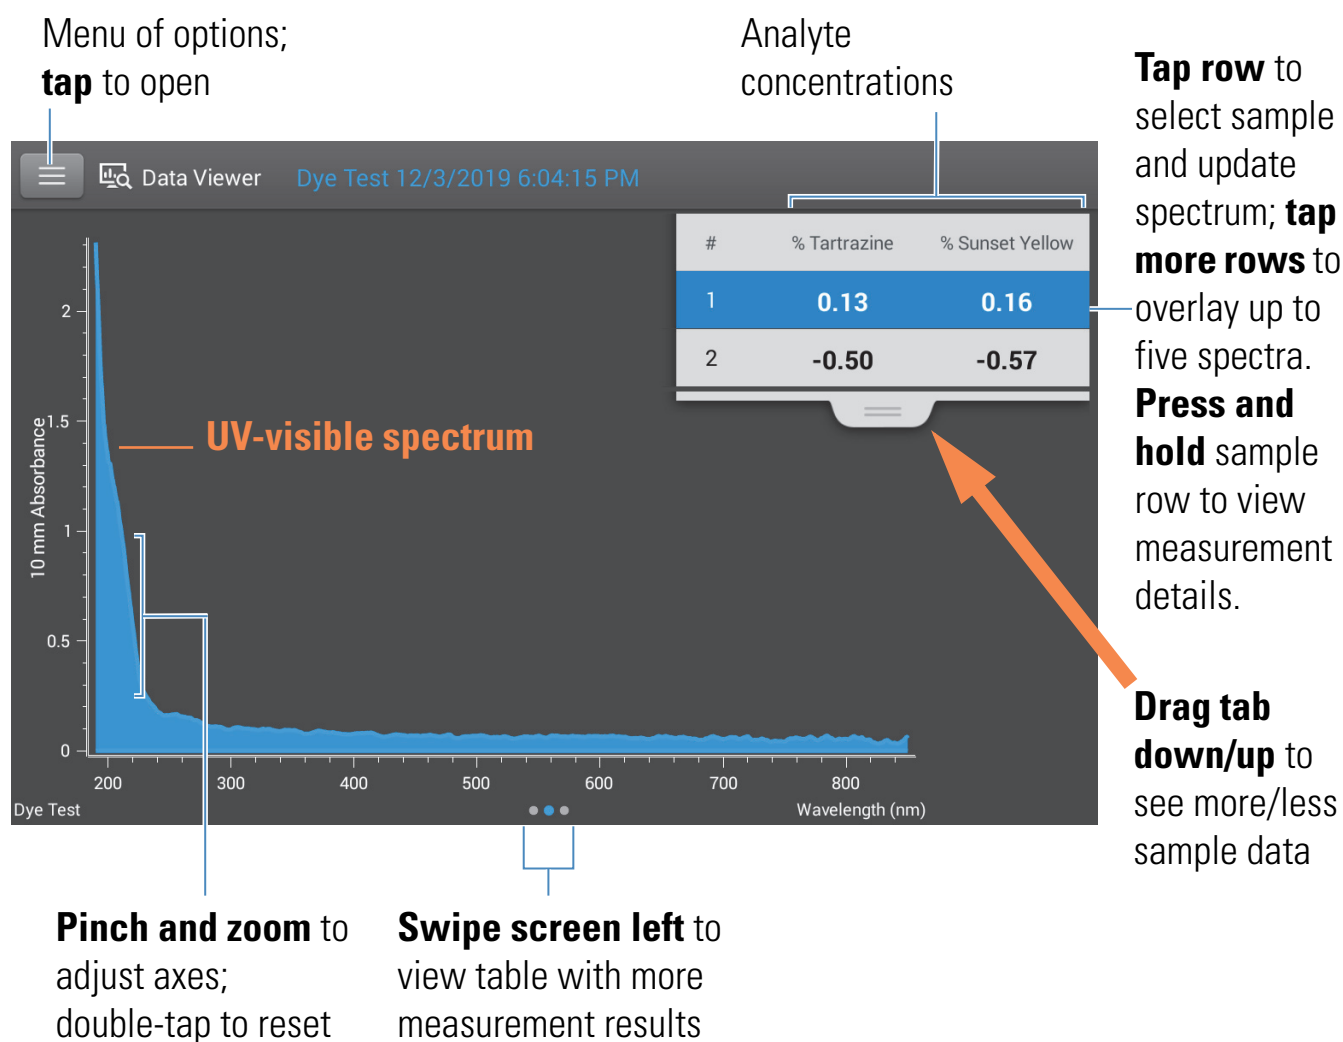 Menu of options;
tap to open
Analyte
concentrations
Tap row to
select sample
and update
spectrum; tap
more rows to
overlay up to
five spectra.
Press and
hold sample
row to view
measurement
details.
Data Viewer
Dye Test 12/3/2019 6:04:15 PM
# % Tartrazine % Sunset Yellow
1 0.13 0.16
2 -0.50 -0.57
UV-visible spectrum
10 mm Absorbance
2
1.5
1
0.5
0
200 300 400 500 600 700 800
Dye Test
Wavelength (nm)
Drag tab
down/up to
see more/less
sample data
Pinch and zoom to
adjust axes;
double-tap to reset
Swipe screen left to
view table with more
measurement results